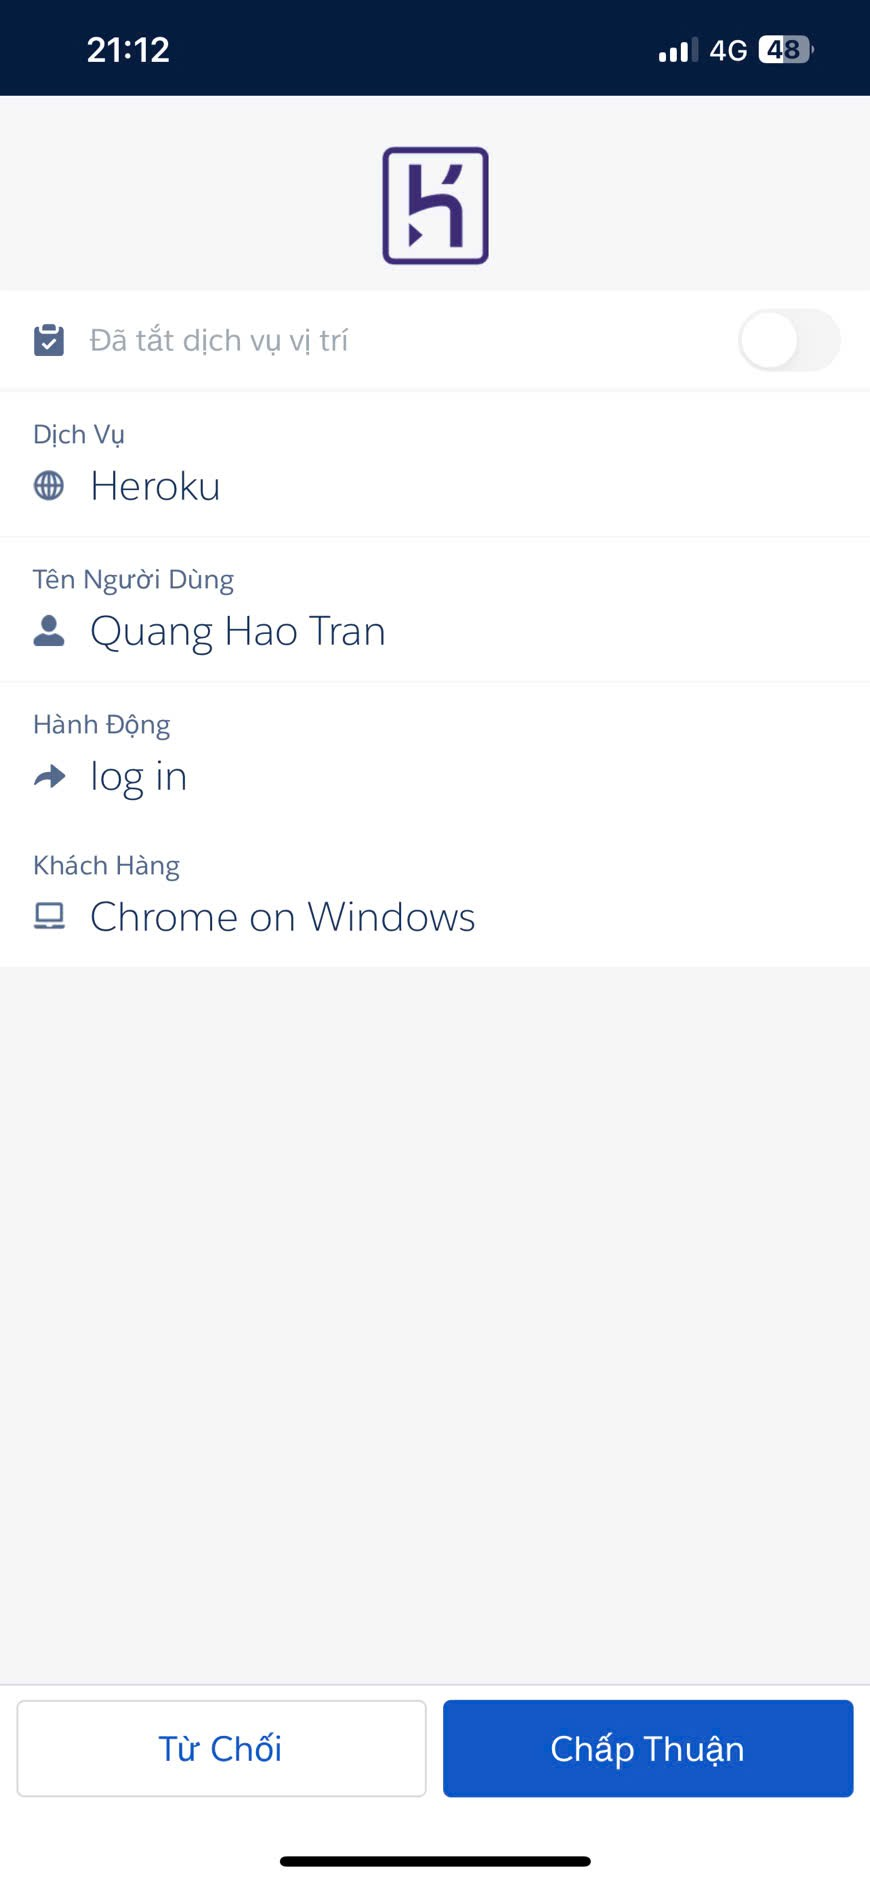 21:12
4G 48
Đã tắt dịch vụ vị trí
Dịch Vụ
Heroku
Tên Người Dùng
Quang Hao Tran
Hành Động
log in
Khách Hàng
Chrome on Windows
Từ Chối
Chấp Thuận